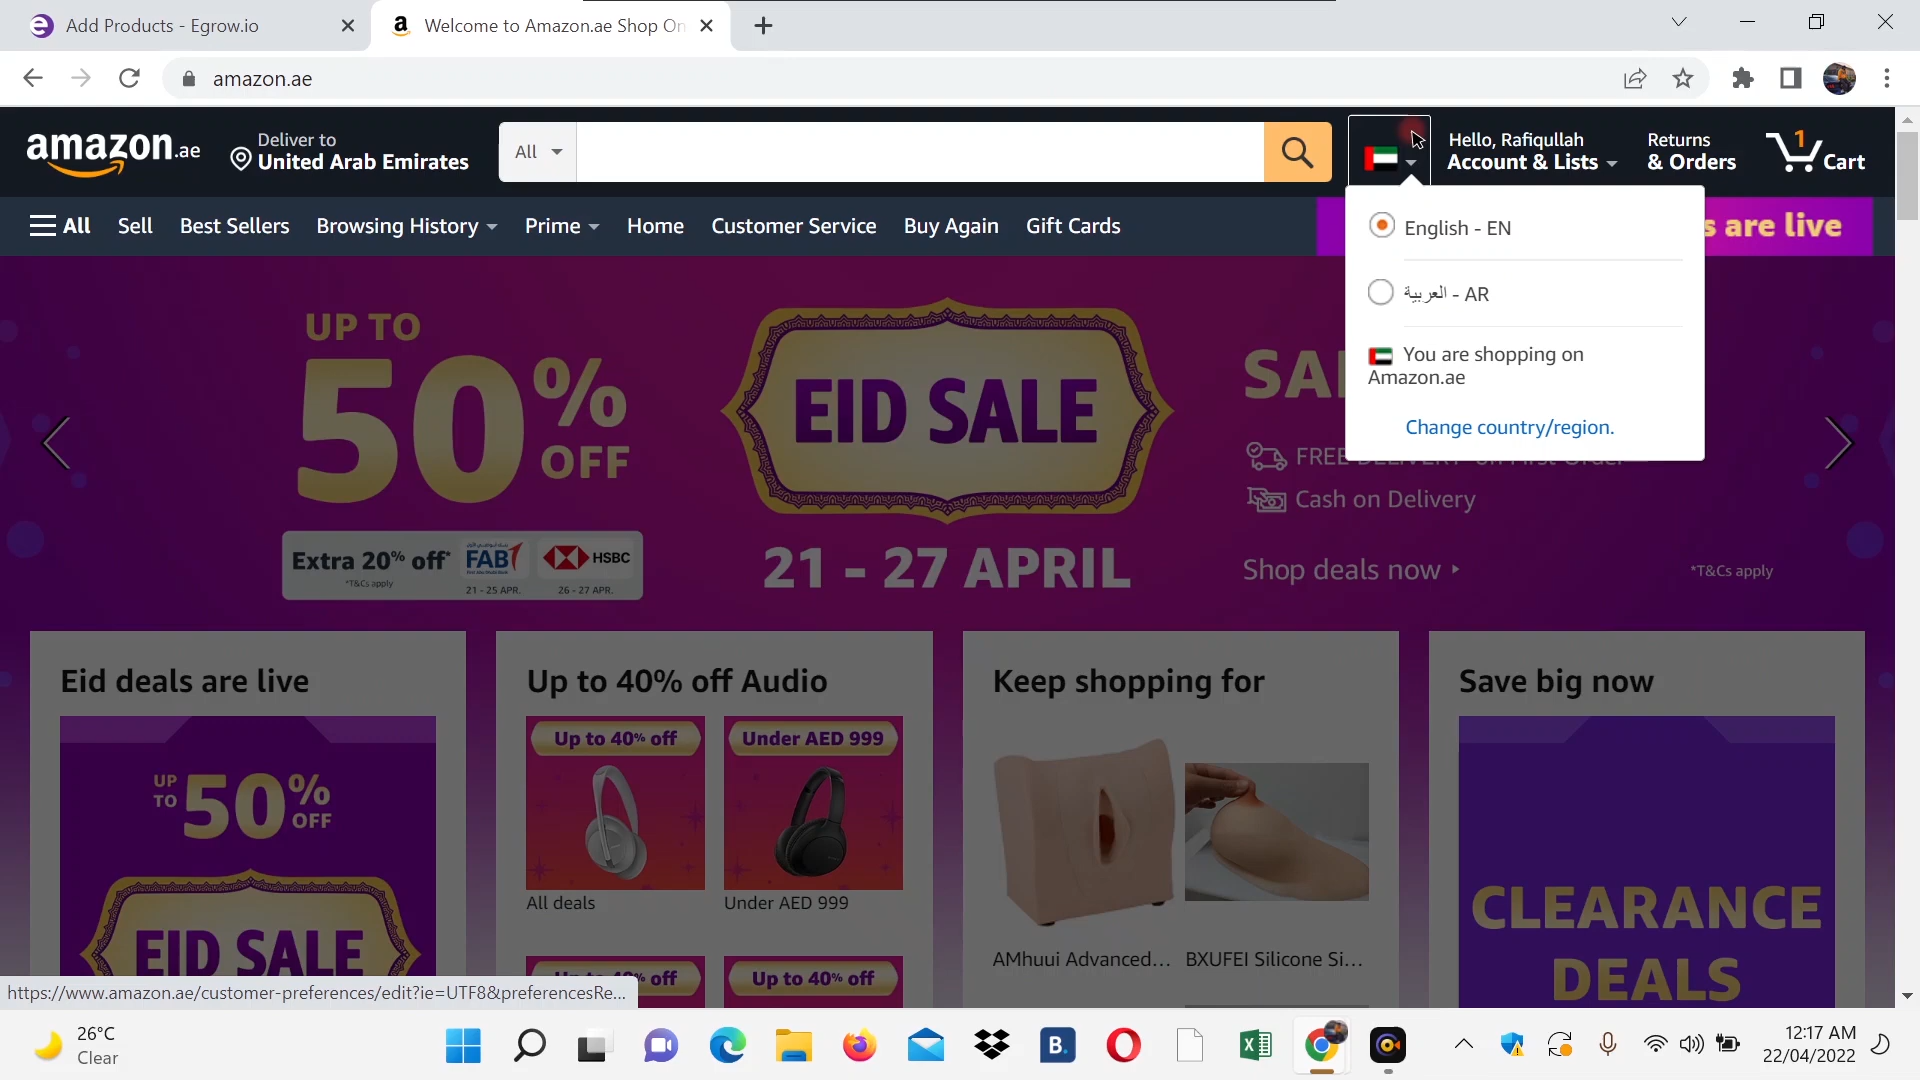 Add Products - Egrow.io
Welcome to Amazon.ae Shop On
amazon.ae
amazon.ae
Deliver to
United Arab Emirates
All
Hello, Rafiqullah
Account & Lists
Returns
& Orders
1
Cart
All
Sell
Best Sellers
Browsing History
Prime
Home
Customer Service
Buy Again
Gift Cards
s are live
English - EN
العربية - AR
You are shopping on
Amazon.ae
Change country/region.
UP TO
50%
OFF
EID SALE
21 - 27 APRIL
Extra 20% off*
*T&Cs apply
FAB
21 - 25 APR.
HSBC
26 - 27 APR.
Cash on Delivery
Shop deals now
*T&Cs apply
Eid deals are live
UP
TO
50%
OFF
EID SALE
Up to 40% off Audio
Up to 40% off
Under AED 999
All deals
Under AED 999
Up to 40% off
Keep shopping for
AMhuui Advanced...
BXUFEI Silicone Si...
Save big now
CLEARANCE
DEALS
https://www.amazon.ae/customer-preferences/edit?ie=UTF8&preferencesRe...
26°C
Clear
B.
12:17 AM
22/04/2022